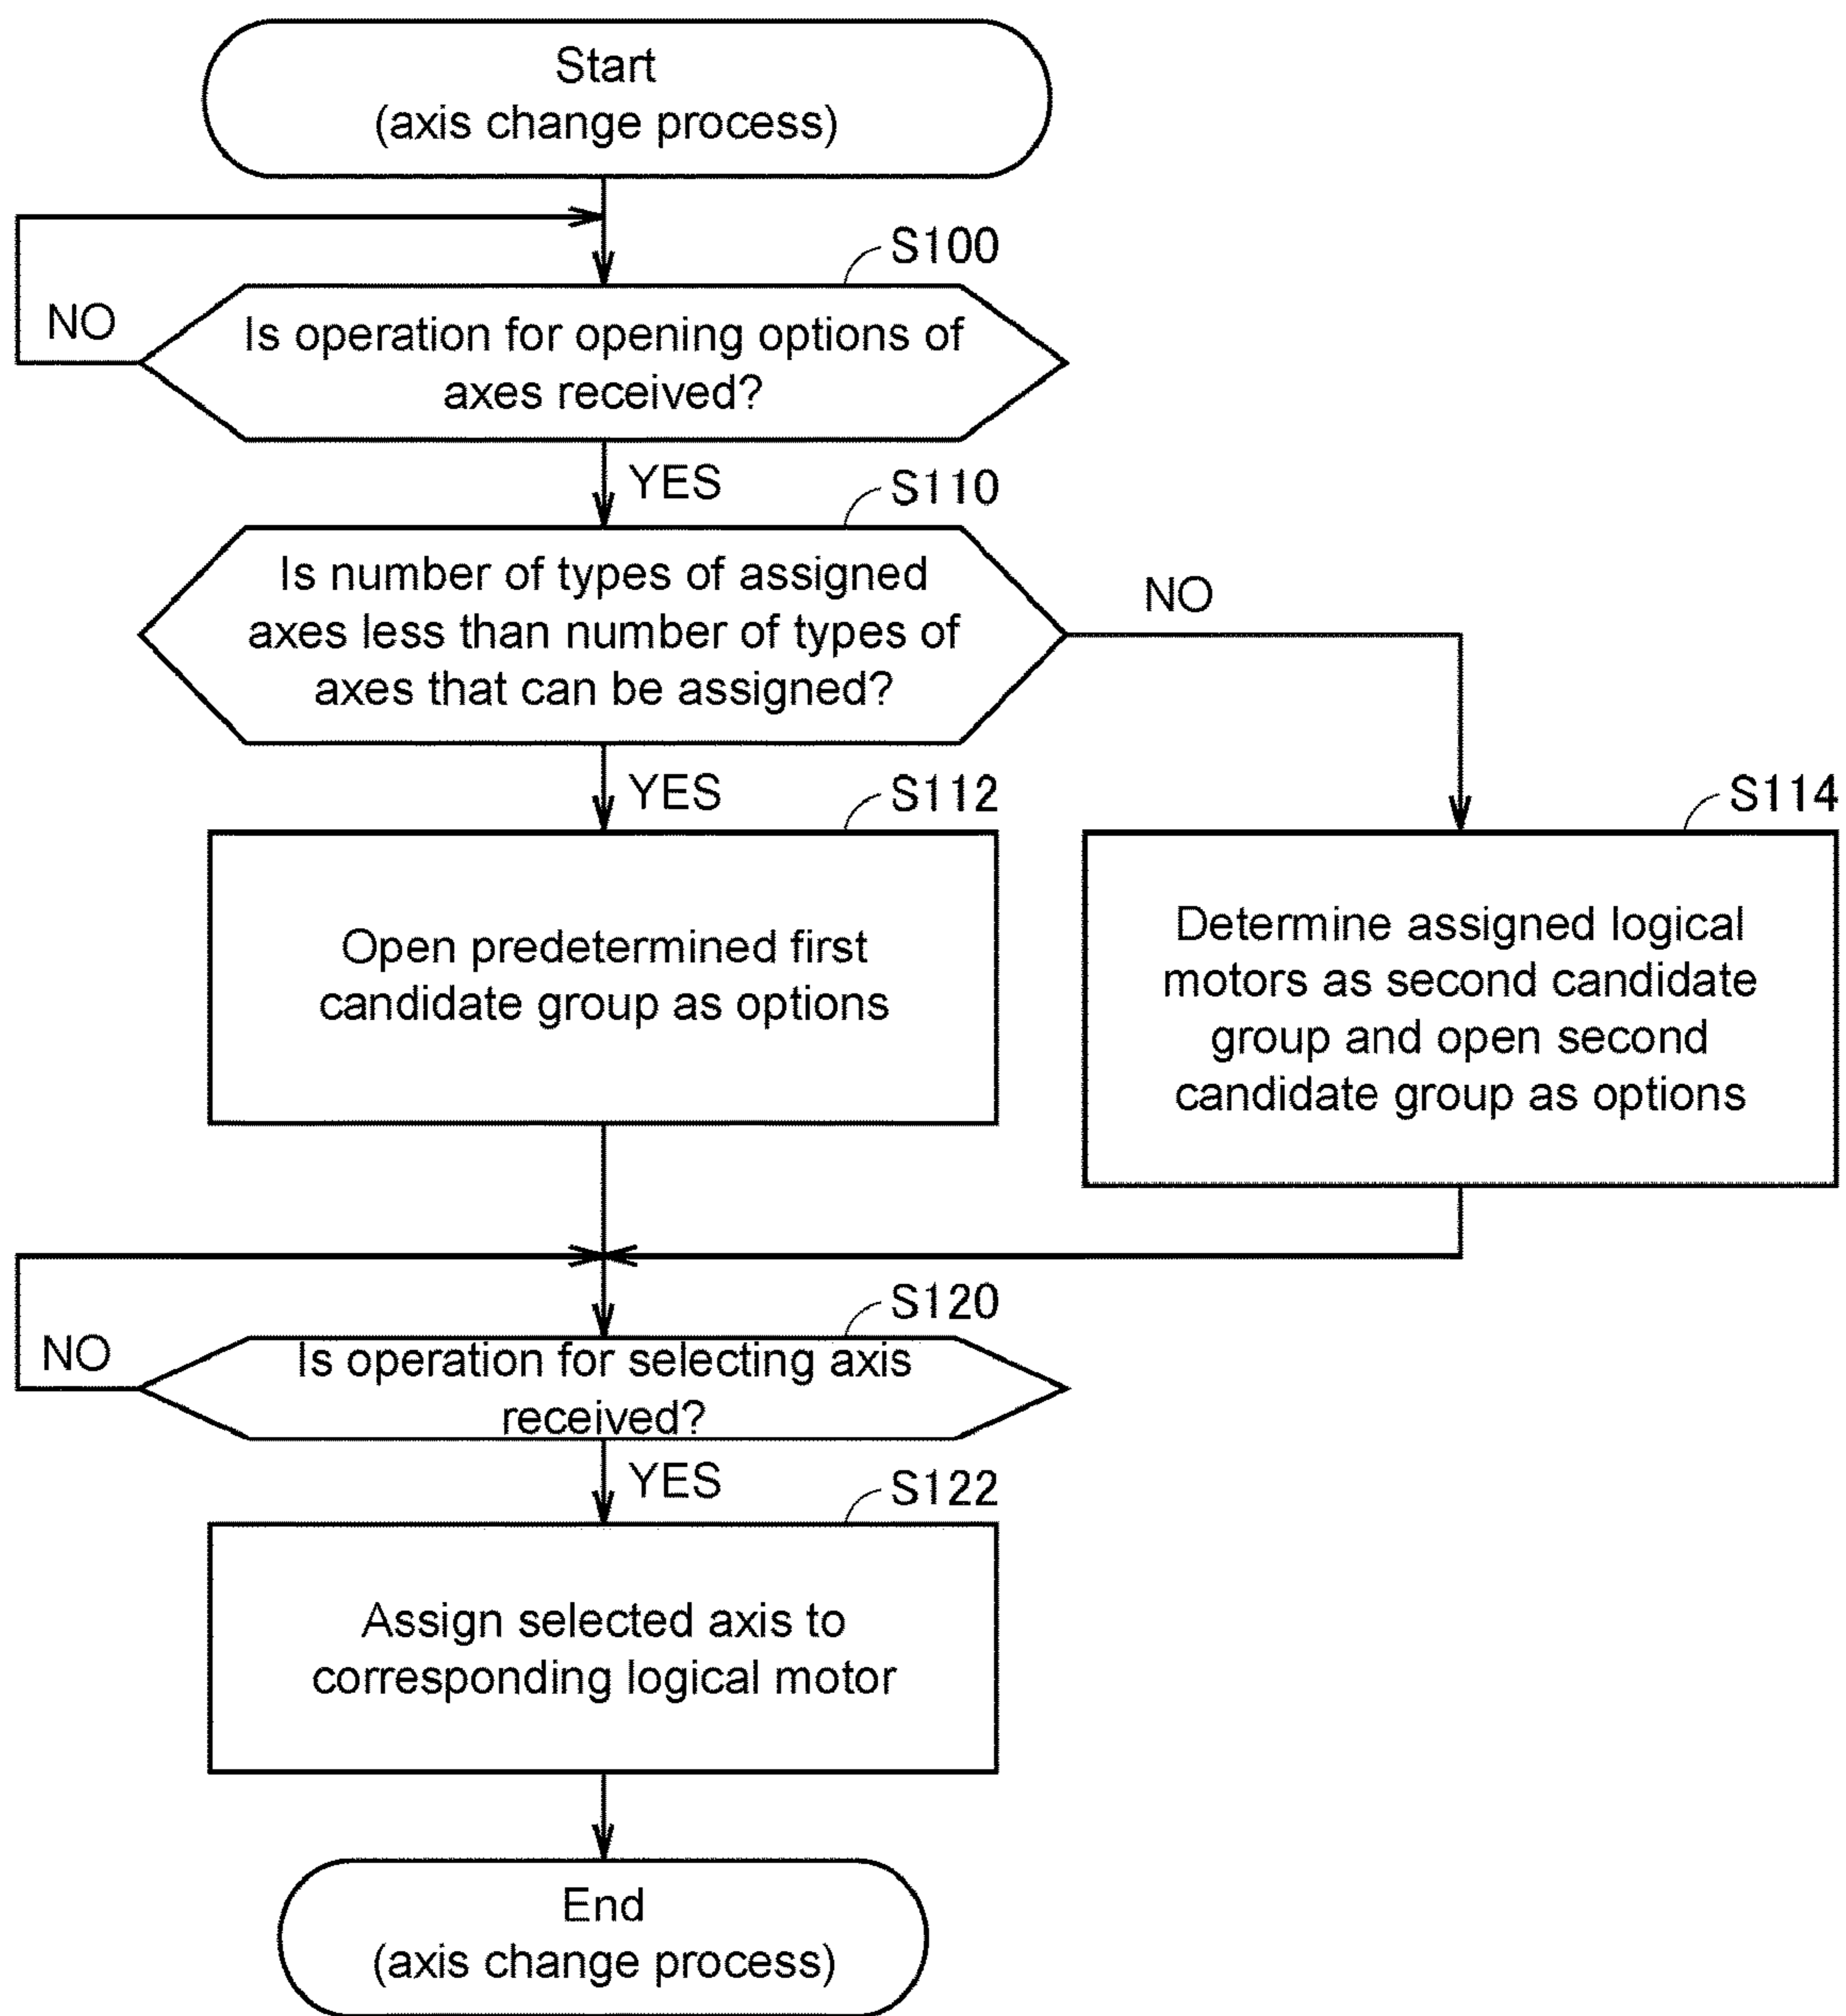 Start
(axis change process)
S100
NO
Is operation for opening options of
axes received?
YES
S110
Is number of types of assigned
axes less than number of types of
axes that can be assigned?
NO
YES
S112
S114
Open predetermined first
candidate group as options
Determine assigned logical
motors as second candidate
group and open second
candidate group as options
S120
NO
Is operation for selecting axis
received?
YES
S122
Assign selected axis to
corresponding logical motor
End
(axis change process)